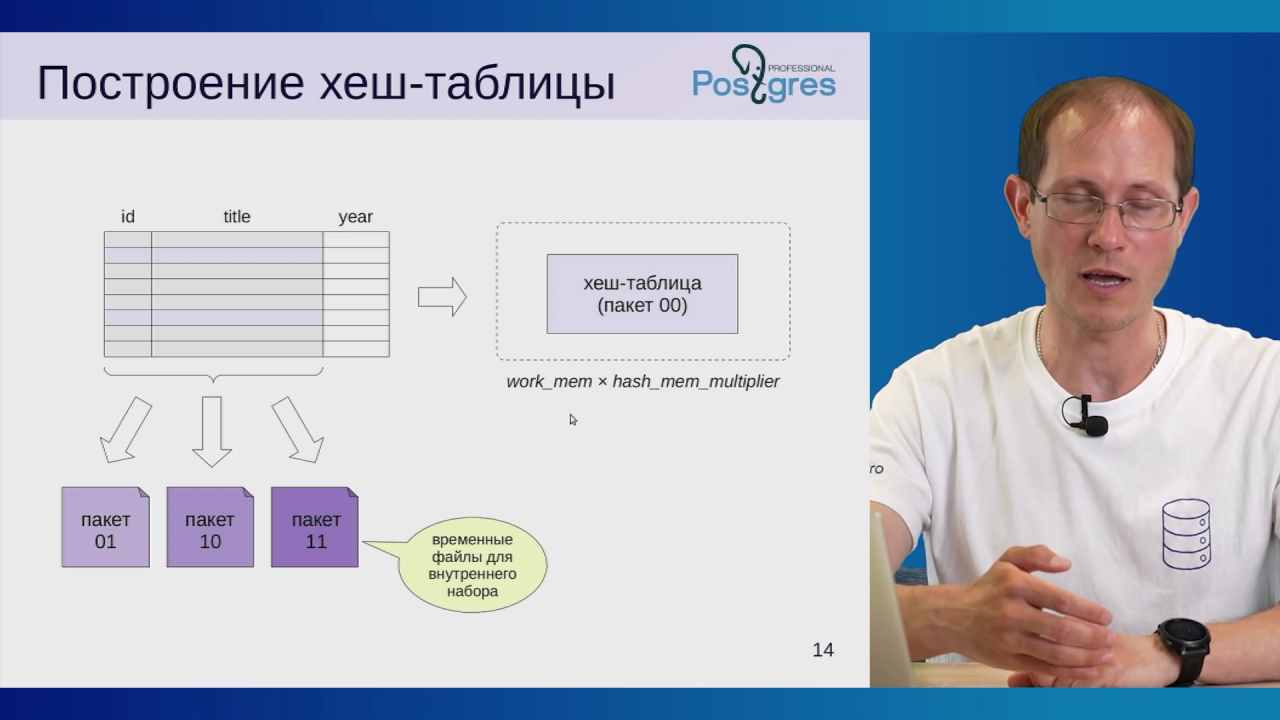 Построение хеш-таблицы
PROFESSIONAL
Postgres
id title year
хеш-таблица
(пакет 00)
work_mem × hash_mem_multiplier
пакет
01
пакет
10
пакет
11
временные
файлы для
внутреннего
набора
14
ro